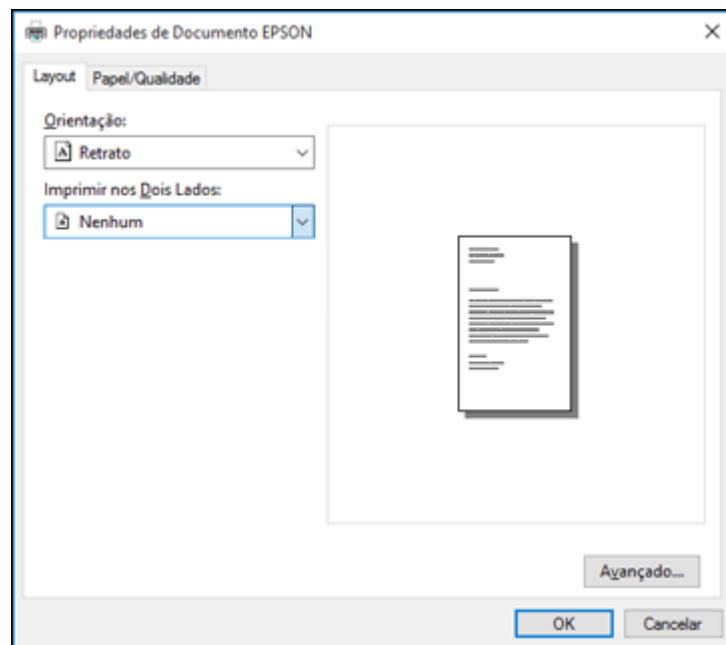 Propriedades de Documento EPSON
Layout Papel/Qualidade
Orientação:
Retrato
Imprimir nos Dois Lados:
Nenhum
Avançado...
OK Cancelar